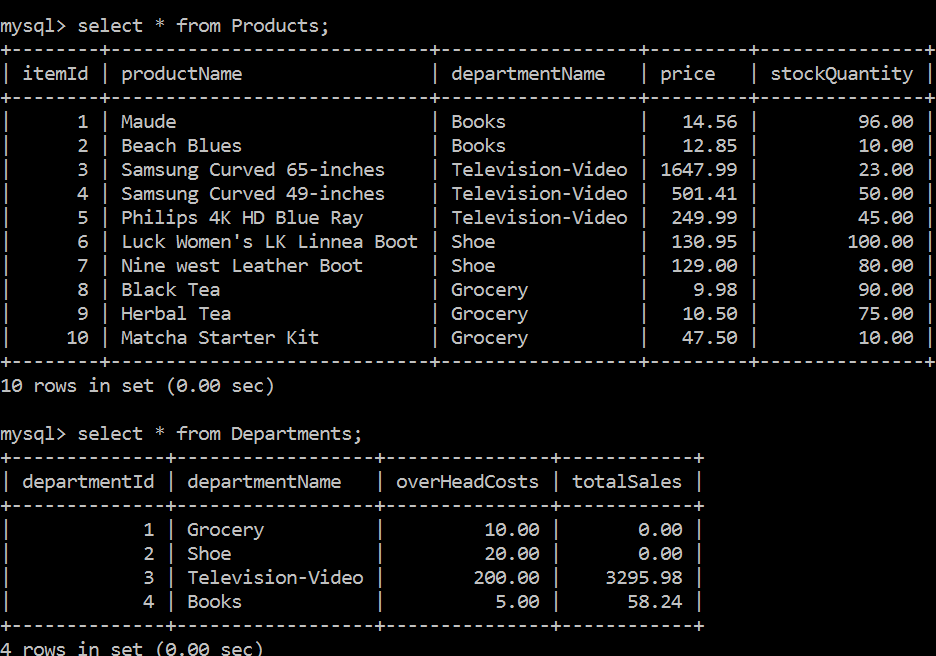 mysql> select * from Products;
+--------+-----------------------------+------------------+---------+---------------+
| itemId | productName                 | departmentName   | price   | stockQuantity |
+--------+-----------------------------+------------------+---------+---------------+
|      1 | Maude                       | Books            |   14.56 |         96.00 |
|      2 | Beach Blues                 | Books            |   12.85 |         10.00 |
|      3 | Samsung Curved 65-inches    | Television-Video | 1647.99 |         23.00 |
|      4 | Samsung Curved 49-inches    | Television-Video |  501.41 |         50.00 |
|      5 | Philips 4K HD Blue Ray      | Television-Video |  249.99 |         45.00 |
|      6 | Luck Women's LK Linnea Boot | Shoe             |  130.95 |        100.00 |
|      7 | Nine west Leather Boot      | Shoe             |  129.00 |         80.00 |
|      8 | Black Tea                   | Grocery          |    9.98 |         90.00 |
|      9 | Herbal Tea                  | Grocery          |   10.50 |         75.00 |
|     10 | Matcha Starter Kit          | Grocery          |   47.50 |         10.00 |
+--------+-----------------------------+------------------+---------+---------------+
10 rows in set (0.00 sec)

mysql> select * from Departments;
+--------------+------------------+---------------+------------+
| departmentId | departmentName   | overHeadCosts | totalSales |
+--------------+------------------+---------------+------------+
|            1 | Grocery          |         10.00 |       0.00 |
|            2 | Shoe             |         20.00 |       0.00 |
|            3 | Television-Video |        200.00 |    3295.98 |
|            4 | Books            |          5.00 |      58.24 |
+--------------+------------------+---------------+------------+
4 rows in set (0.00 sec)